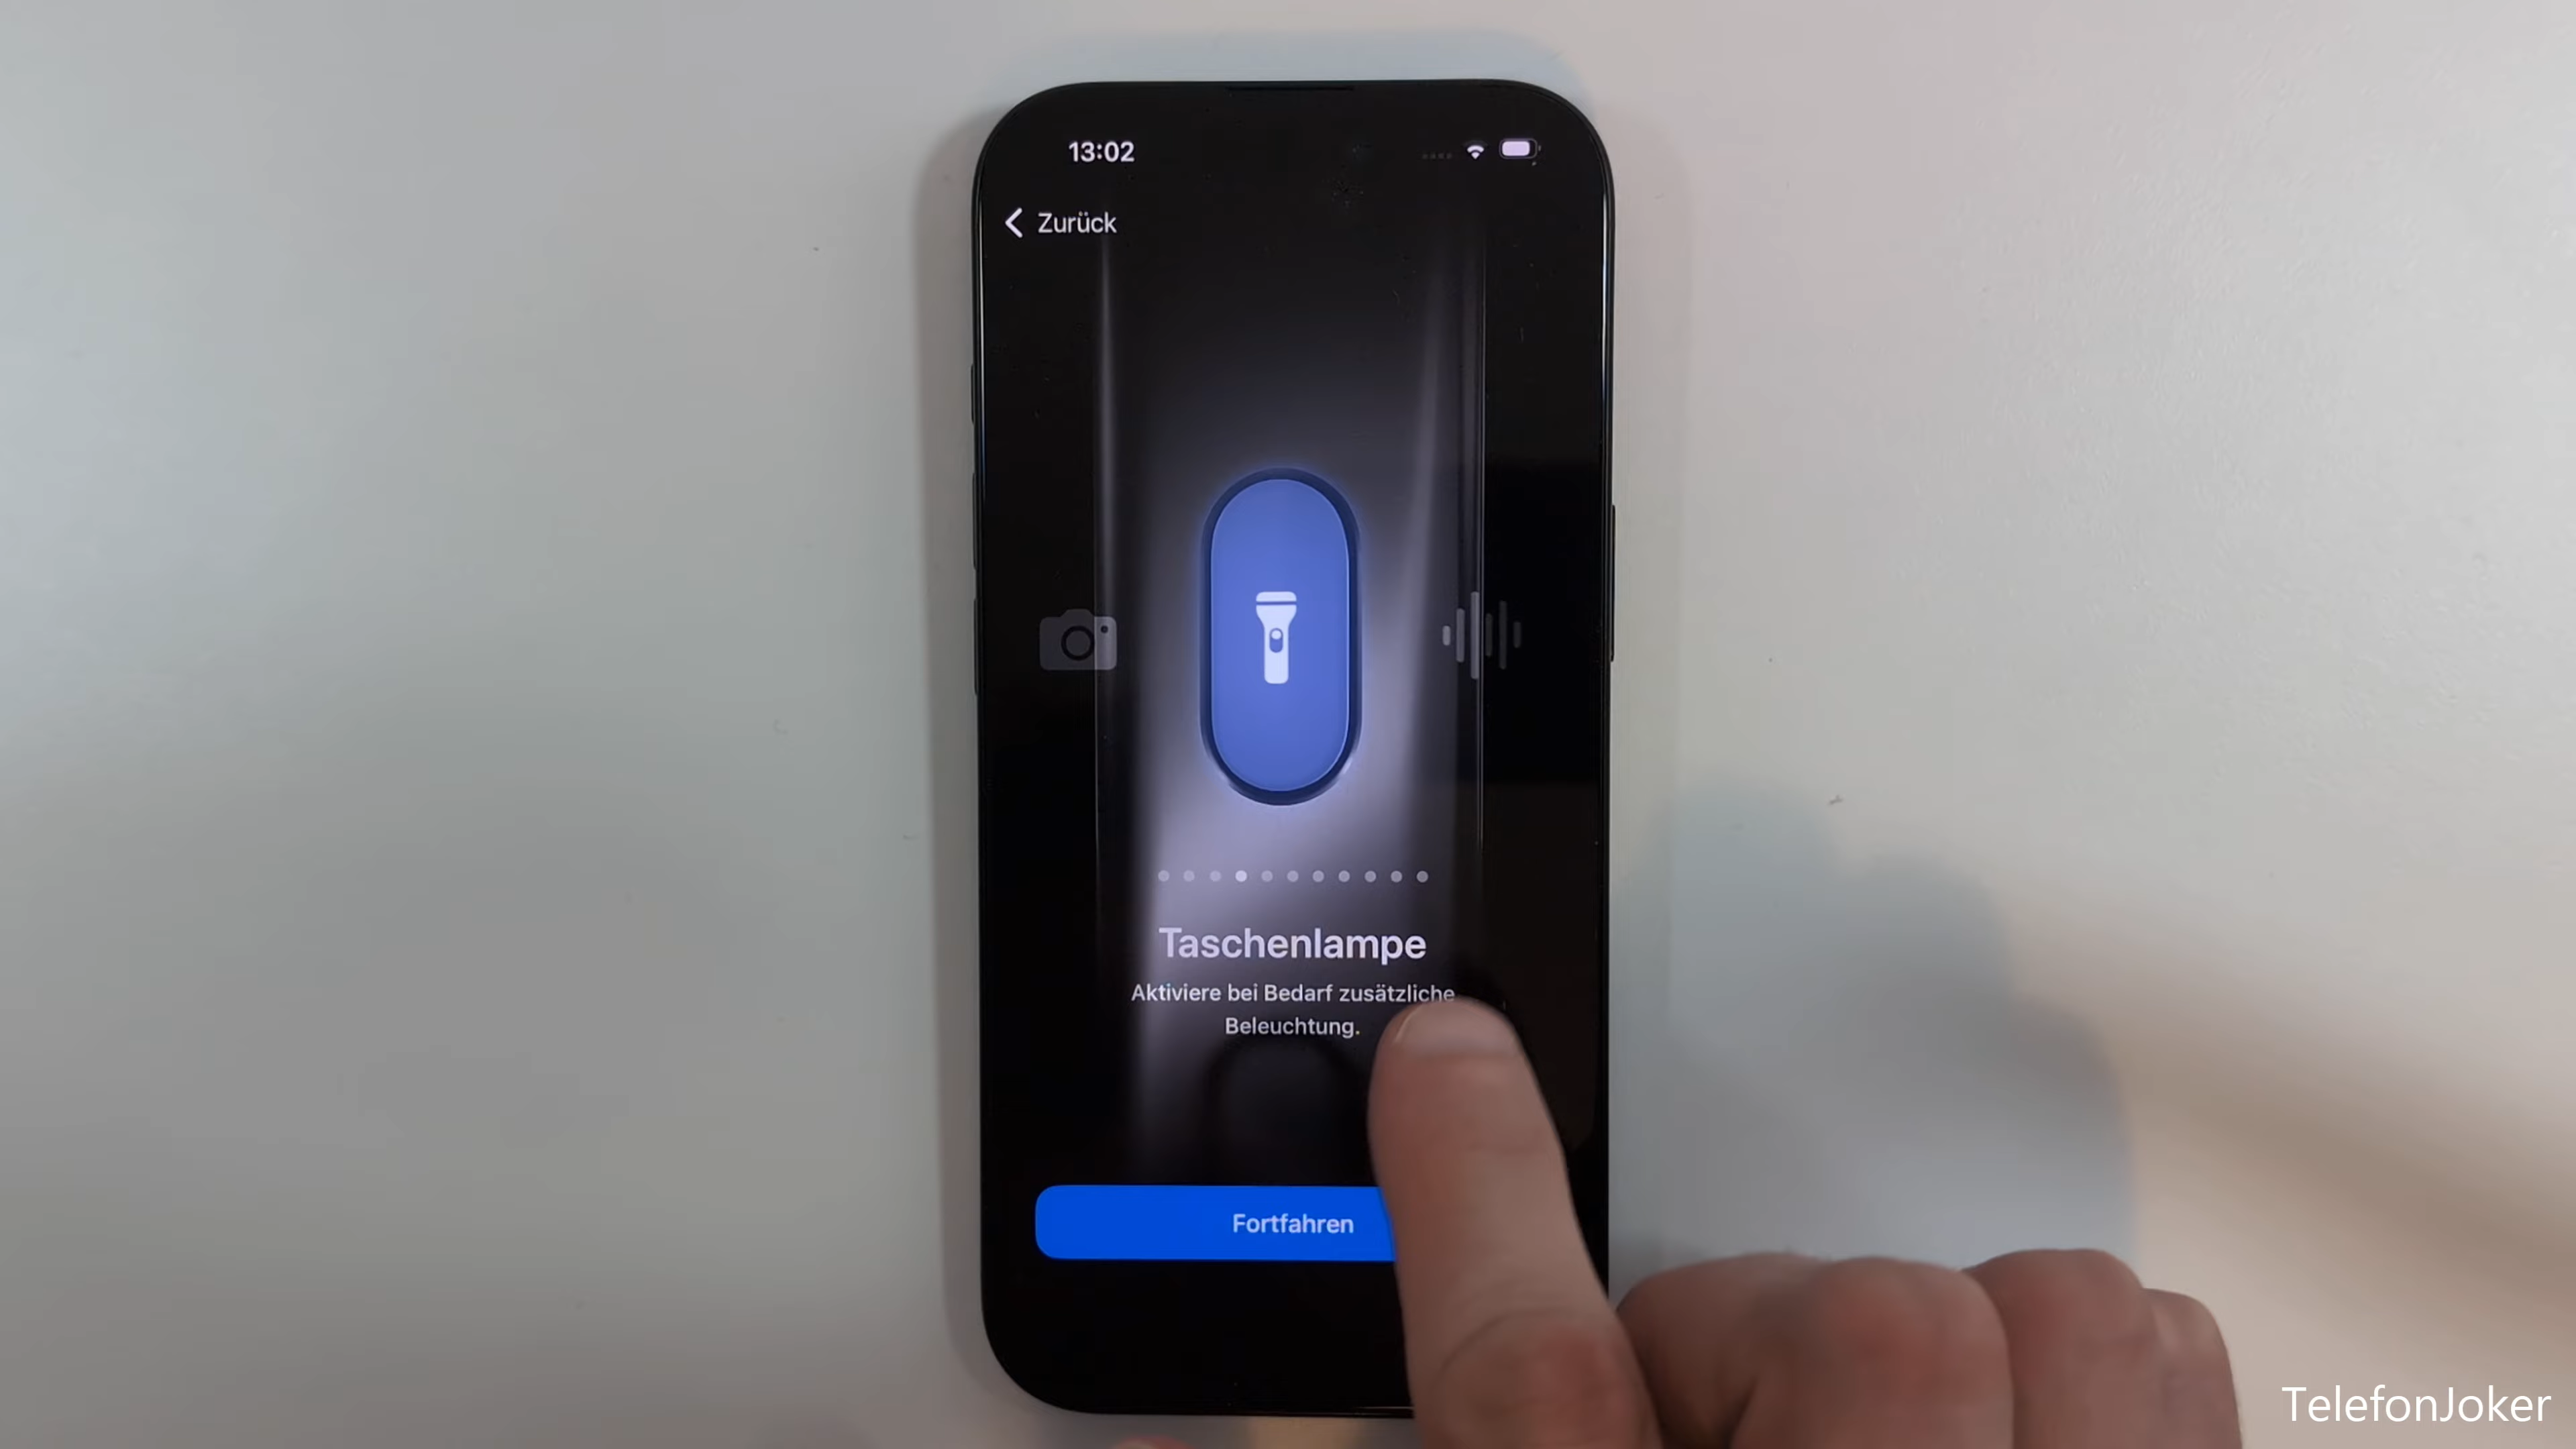 13:02
Zurück
Taschenlampe
Aktiviere bei Bedarf zusätzliche
Beleuchtung.
Fortfahren
TelefonJoker